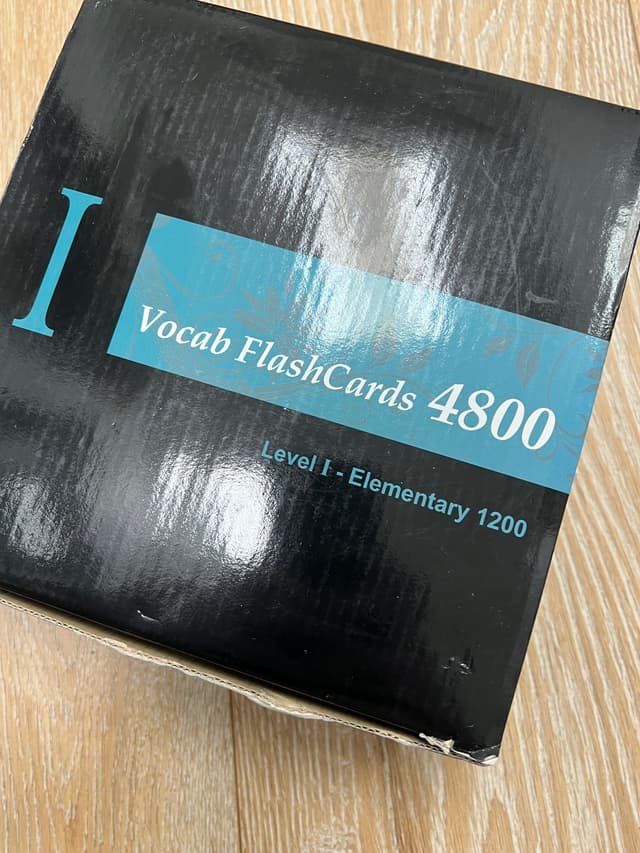 I
Vocab FlashCards 4800
Level I - Elementary 1200